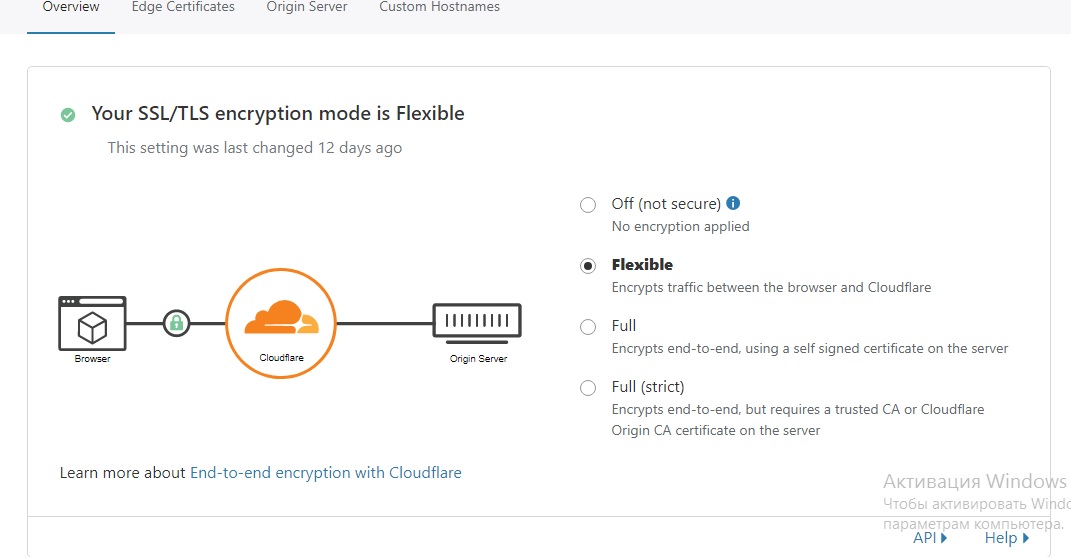 Overview Edge Certificates Origin Server Custom Hostnames
Your SSL/TLS encryption mode is Flexible
This setting was last changed 12 days ago
Off (not secure)
No encryption applied
Flexible
Encrypts traffic between the browser and Cloudflare
Full
Encrypts end-to-end, using a self signed certificate on the server
Full (strict)
Encrypts end-to-end, but requires a trusted CA or Cloudflare
Origin CA certificate on the server
Browser
Cloudflare
Origin Server
Learn more about End-to-end encryption with Cloudflare
Активация Windows
Чтобы активировать Windo
параметрам компьютера.
API Help